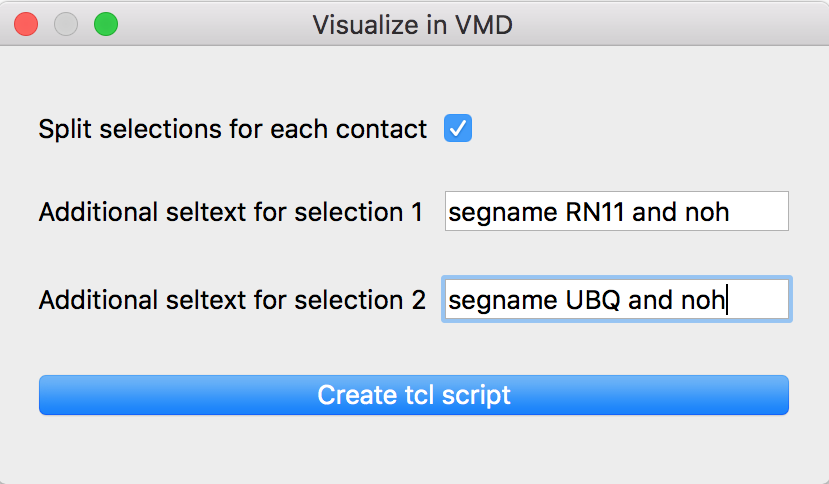 Visualize in VMD
Split selections for each contact
Additional seltext for selection 1 segname RN11 and noh
Additional seltext for selection 2 segname UBQ and noh
Create tcl script